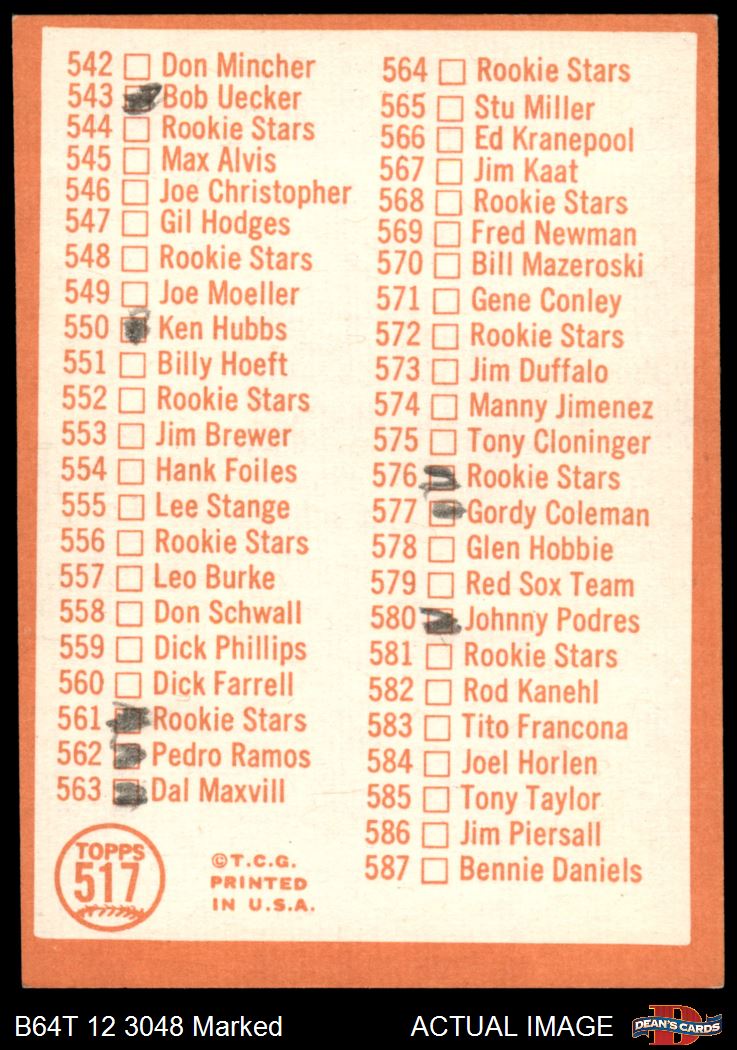 542 Don Mincher
543 Bob Uecker
544 Rookie Stars
545 Max Alvis
546 Joe Christopher
547 Gil Hodges
548 Rookie Stars
549 Joe Moeller
550 Ken Hubbs
551 Billy Hoeft
552 Rookie Stars
553 Jim Brewer
554 Hank Foiles
555 Lee Stange
556 Rookie Stars
557 Leo Burke
558 Don Schwall
559 Dick Phillips
560 Dick Farrell
561 Rookie Stars
562 Pedro Ramos
563 Dal Maxvill
564 Rookie Stars
565 Stu Miller
566 Ed Kranepool
567 Jim Kaat
568 Rookie Stars
569 Fred Newman
570 Bill Mazeroski
571 Gene Conley
572 Rookie Stars
573 Jim Duffalo
574 Manny Jimenez
575 Tony Cloninger
576 Rookie Stars
577 Gordy Coleman
578 Glen Hobbie
579 Red Sox Team
580 Johnny Podres
581 Rookie Stars
582 Rod Kanehl
583 Tito Francona
584 Joel Horlen
585 Tony Taylor
586 Jim Piersall
587 Bennie Daniels
TOPPS
517
©T.C.G.
PRINTED
IN U.S.A.
B64T 12 3048 Marked
ACTUAL IMAGE
D
DEAN'S CARDS